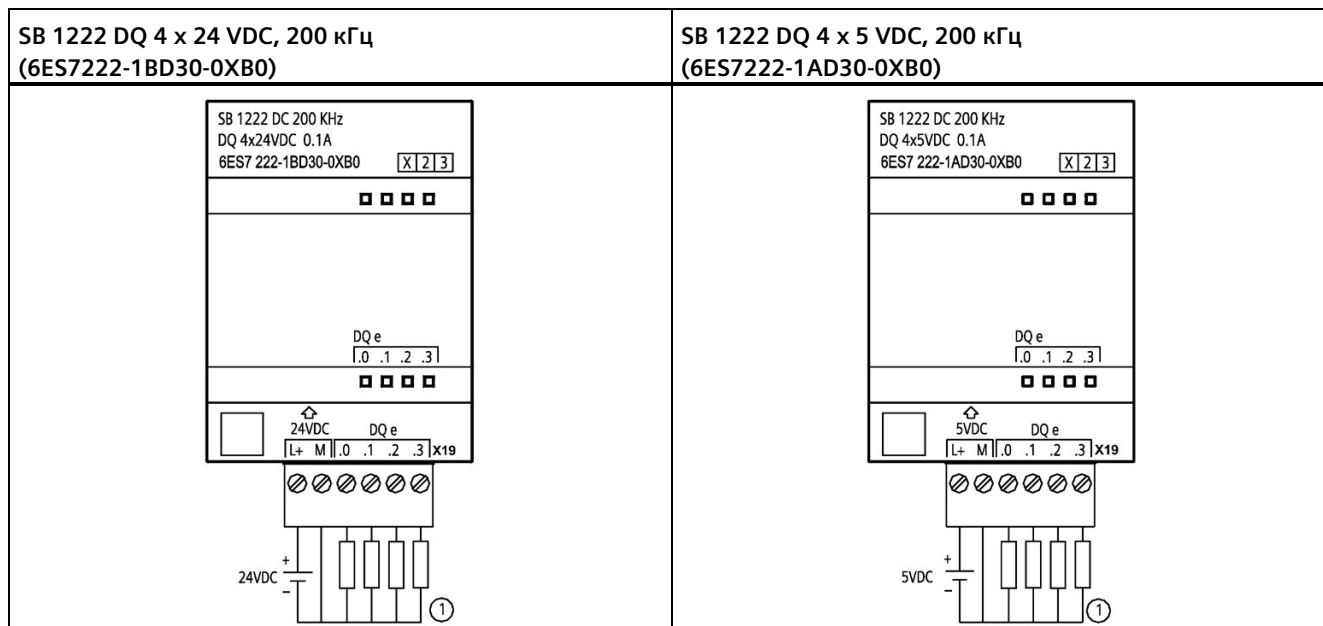 SB 1222 DQ 4 x 24 VDC, 200 кГц
(6ES7222-1BD30-0XB0)
SB 1222 DQ 4 x 5 VDC, 200 кГц
(6ES7222-1AD30-0XB0)
SB 1222 DC 200 KHz
DQ 4x24VDC 0.1A
6ES7 222-1BD30-0XB0 X 2 3
DQ e
.0 .1 .2 .3
24VDC DQ e
L+ M .0 .1 .2 .3 X19
+
24VDC
–
1
SB 1222 DC 200 KHz
DQ 4x5VDC 0.1A
6ES7 222-1AD30-0XB0 X 2 3
DQ e
.0 .1 .2 .3
5VDC DQ e
L+ M .0 .1 .2 .3 X19
+
5VDC
–
1